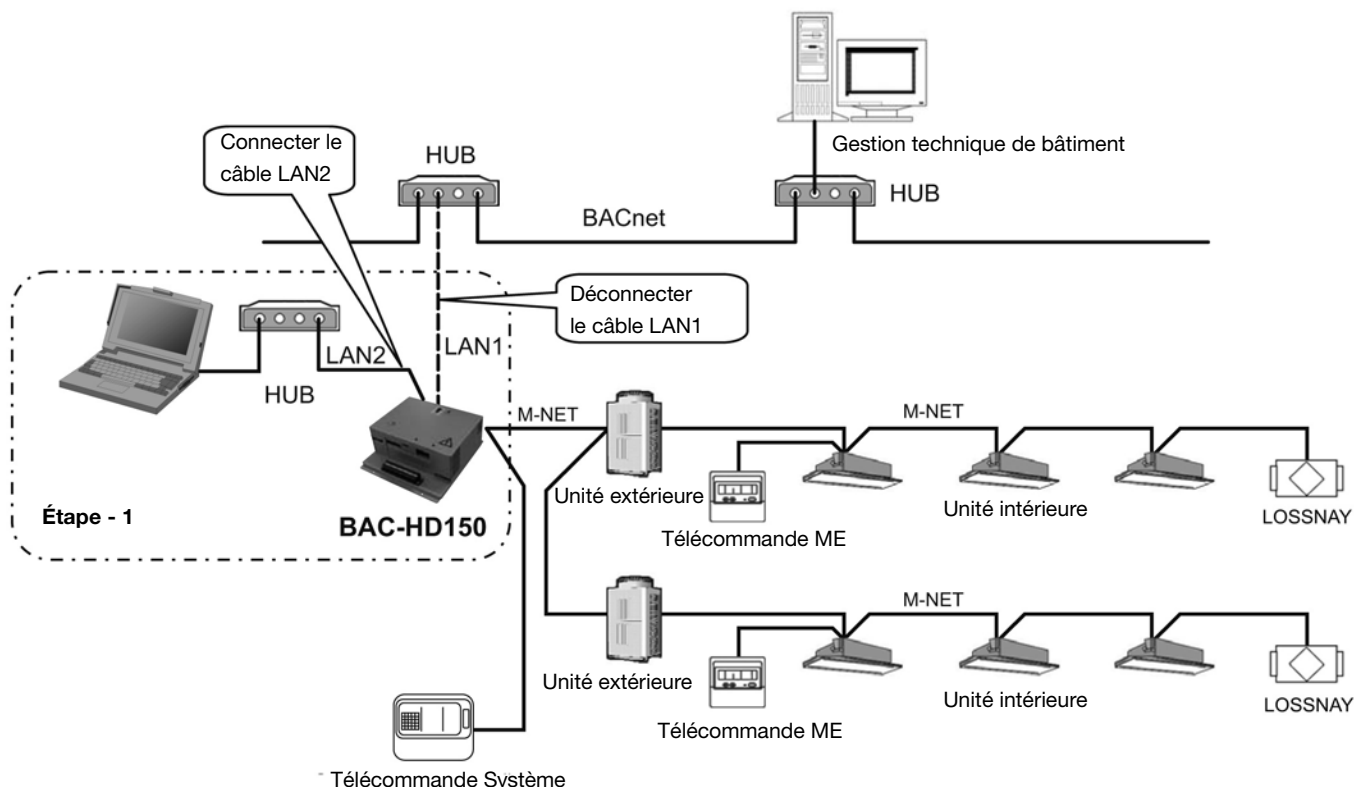 Gestion technique de bâtiment
Connecter le
câble LAN2
HUB
HUB
BACnet
Déconnecter
le câble LAN1
LAN2
LAN1
HUB
M-NET
M-NET
Unité extérieure
Unité intérieure
Étape - 1
BAC-HD150
Télécommande ME
LOSSNAY
M-NET
Unité extérieure
Unité intérieure
LOSSNAY
Télécommande ME
Télécommande Système